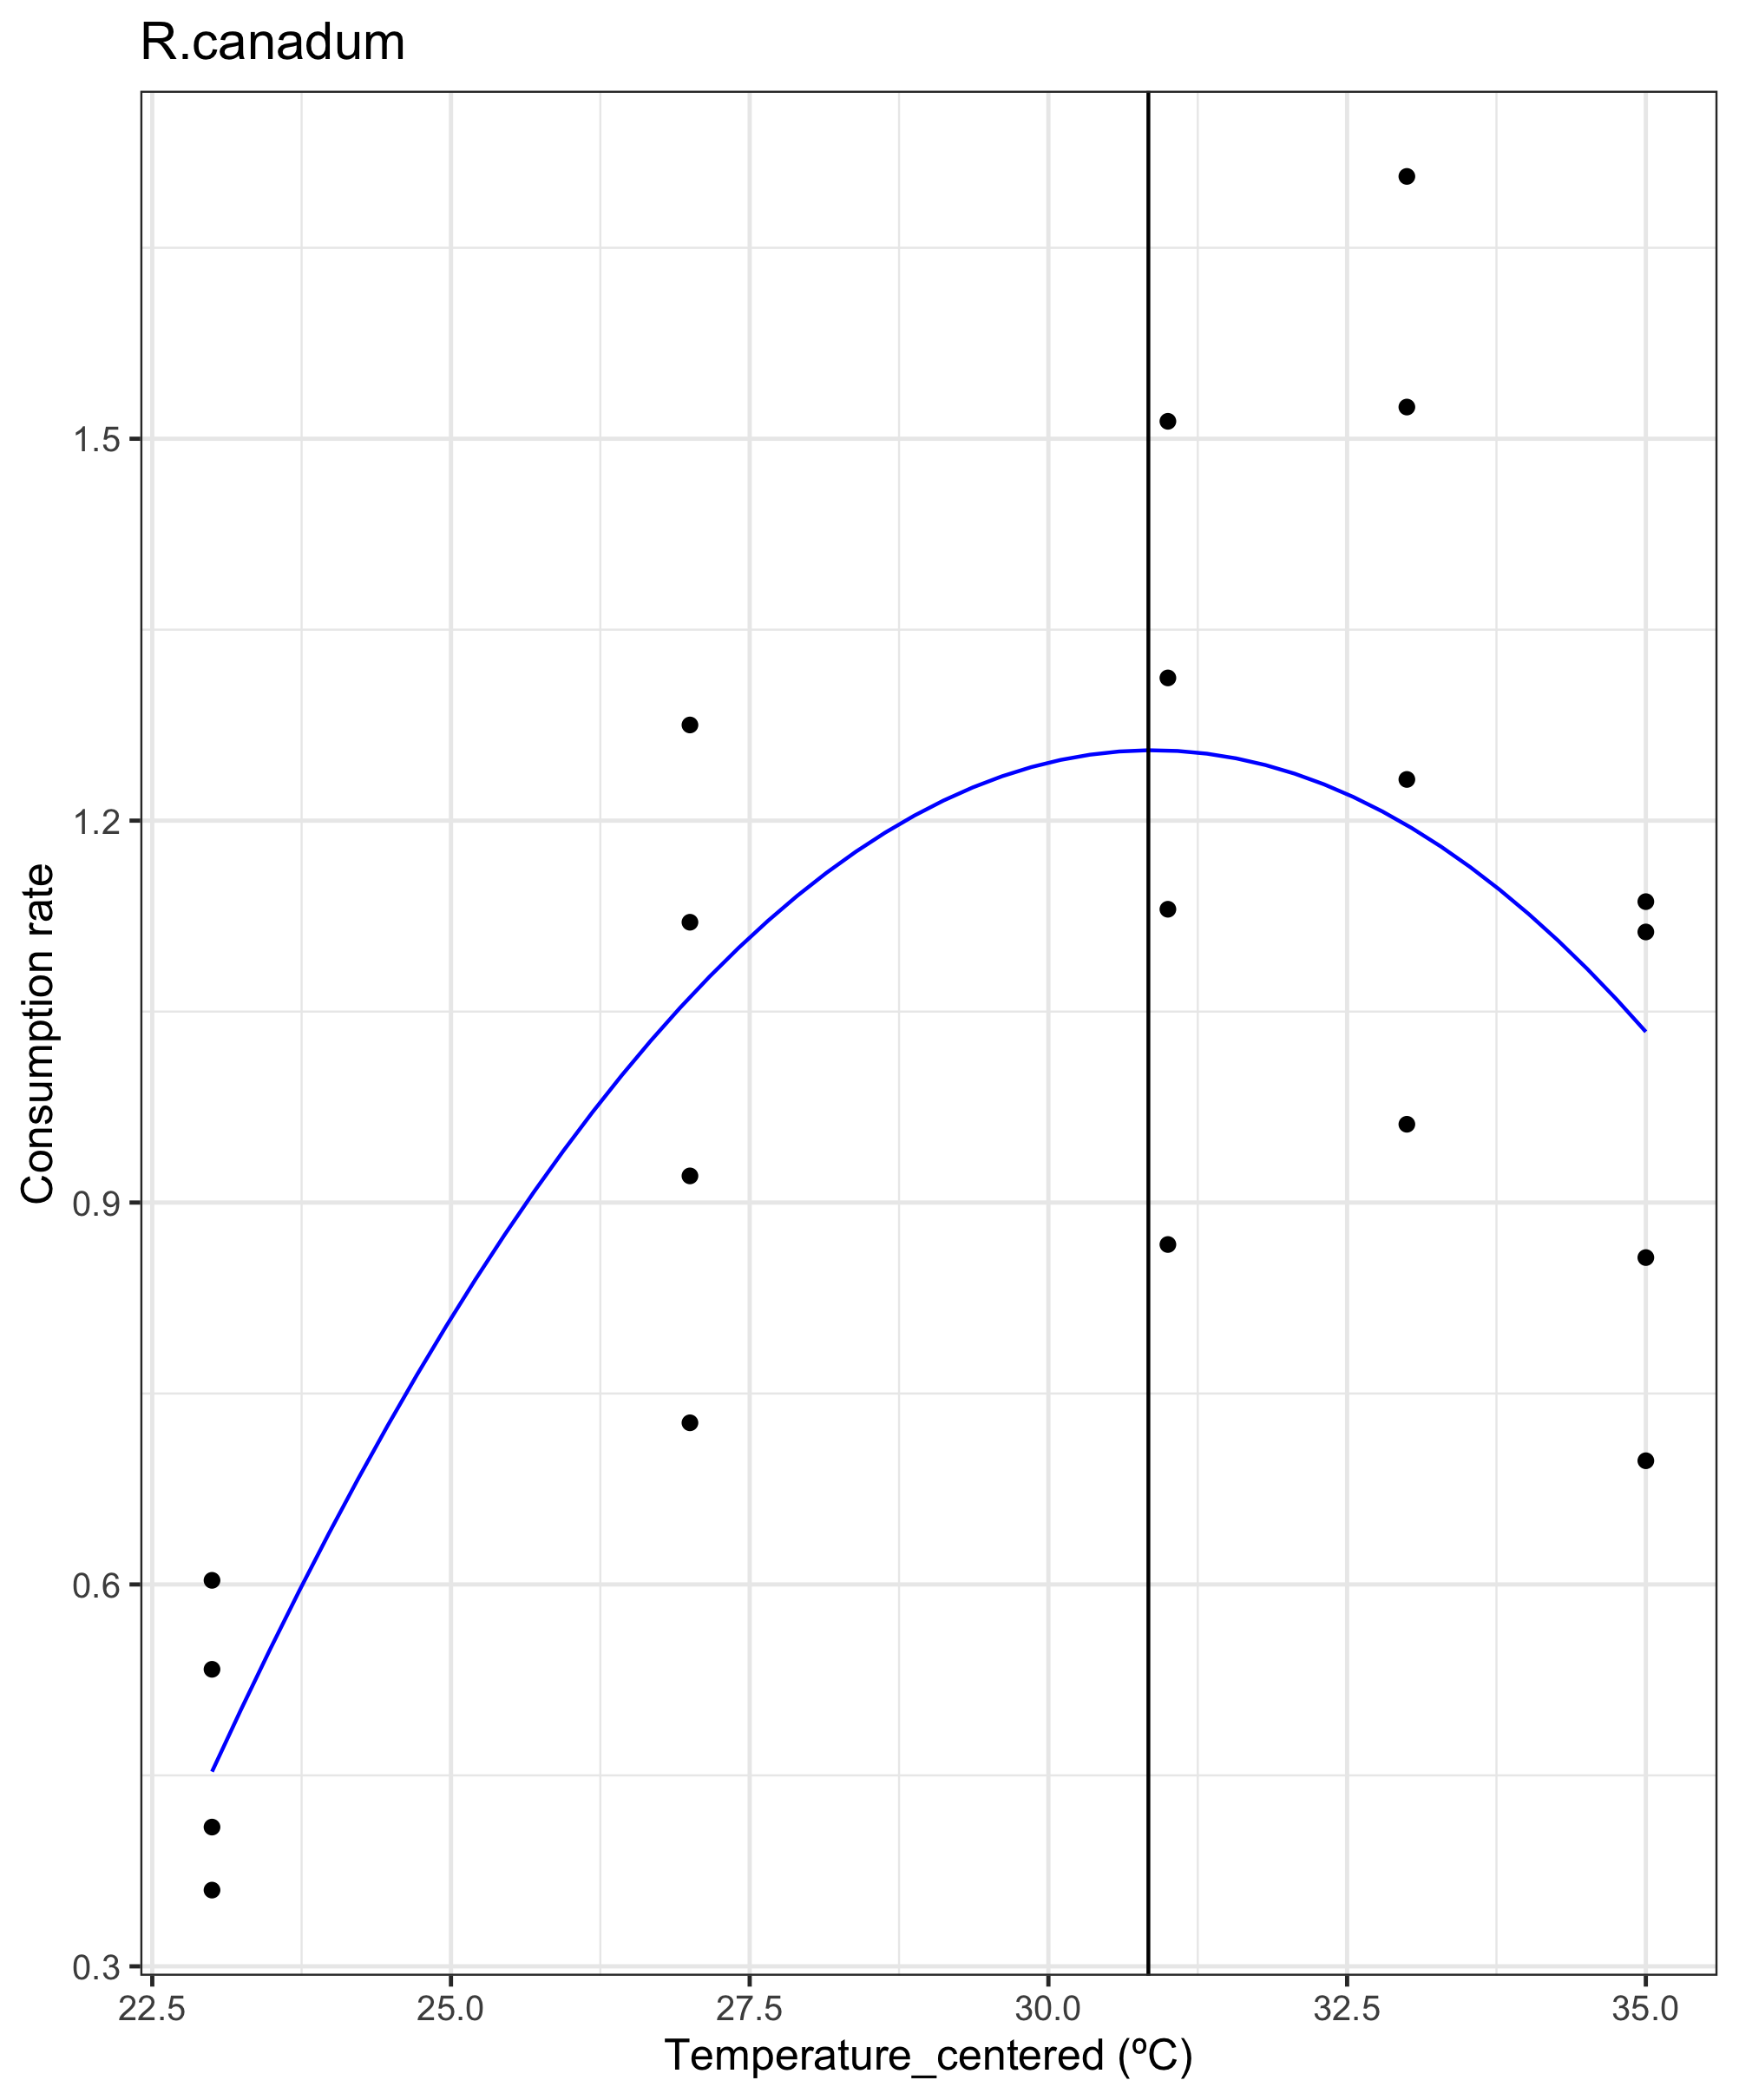 R.canadum
Consumption rate
1.5
1.2
0.9
0.6
0.3
22.5 25.0 27.5 30.0 32.5 35.0
Temperature_centered (ºC)